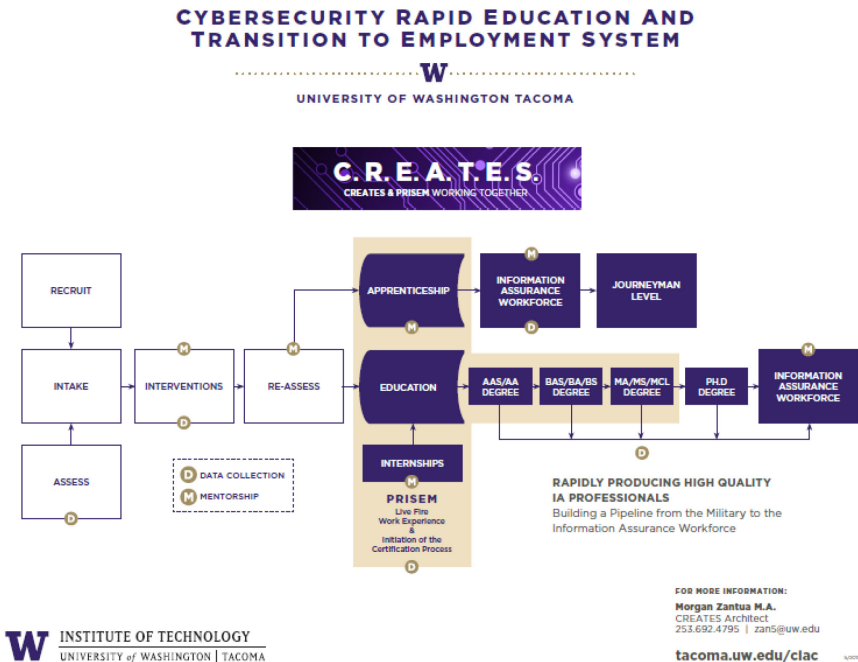 CYBERSECURITY RAPID EDUCATION AND
TRANSITION TO EMPLOYMENT SYSTEM
W
UNIVERSITY OF WASHINGTON TACOMA
C.R.E.A.T.E.S.
CREATES & PRISEM WORKING TOGETHER
RECRUIT
APPRENTICESHIP
M
M
INFORMATION
ASSURANCE
WORKFORCE
D
JOURNEYMAN
LEVEL
INTAKE
M
INTERVENTIONS
D
M
RE-ASSESS
EDUCATION
AAS/AA
DEGREE
BAS/BA/BS
DEGREE
MA/MS/MCL
DEGREE
PH.D
DEGREE
M
INFORMATION
ASSURANCE
WORKFORCE
D
ASSESS
D
D DATA COLLECTION
M MENTORSHIP
INTERNSHIPS
M
PRISEM
Live Fire
Work Experience
&
Initiation of the
Certification Process
D
RAPIDLY PRODUCING HIGH QUALITY
IA PROFESSIONALS
Building a Pipeline from the Military to the
Information Assurance Workforce
FOR MORE INFORMATION:
Morgan Zantua M.A.
CREATES Architect
253.692.4795 | zan5@uw.edu
tacoma.uw.edu/ciac
W INSTITUTE OF TECHNOLOGY
UNIVERSITY of WASHINGTON | TACOMA